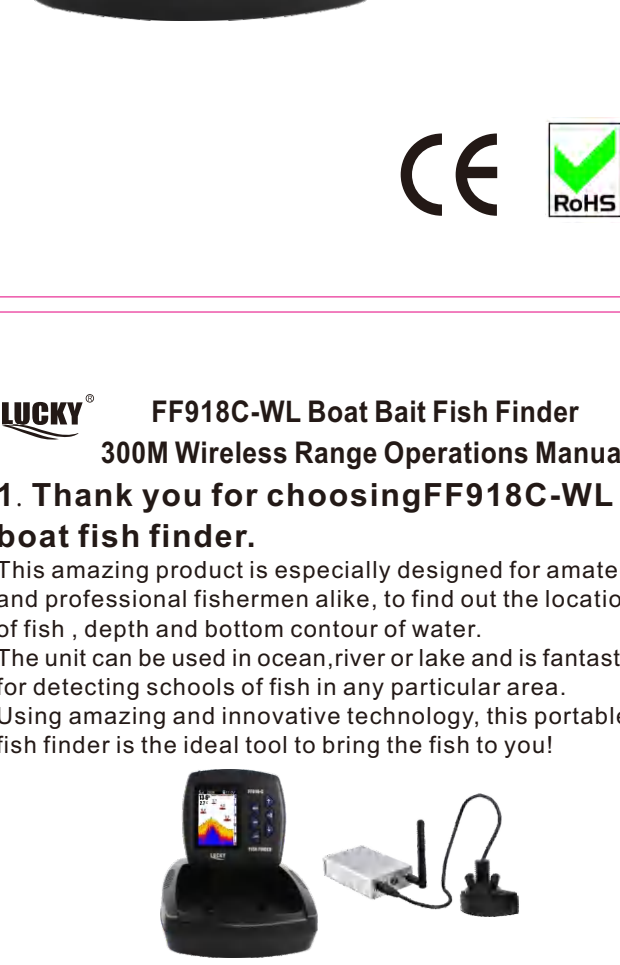 CE
RoHS
LUCKY®
FF918C-WL Boat Bait Fish Finder
300M Wireless Range Operations Manua
1. Thank you for choosingFF918C-WL
boat fish finder.
This amazing product is especially designed for amate
and professional fishermen alike, to find out the locatio
of fish , depth and bottom contour of water.
The unit can be used in ocean,river or lake and is fantast
for detecting schools of fish in any particular area.
Using amazing and innovative technology, this portable
fish finder is the ideal tool to bring the fish to you!
FF918-C
LUCKY
FISH FINDER